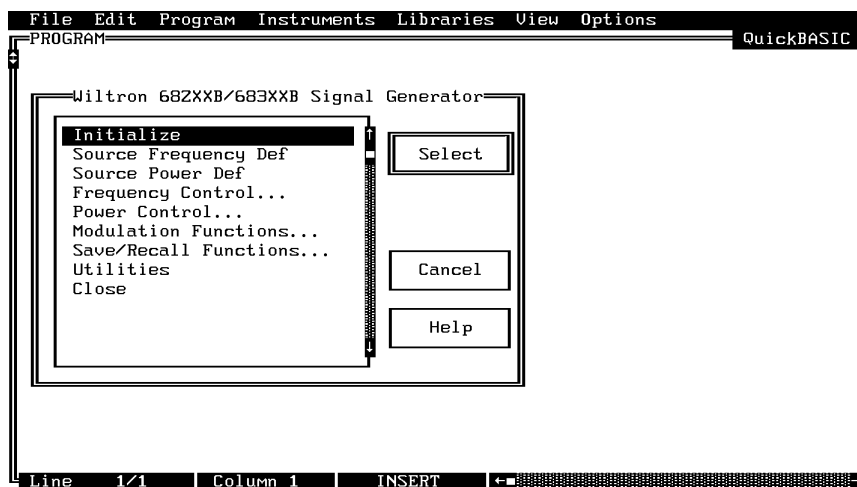 File Edit Program Instruments Libraries View Options
PROGRAM QuickBASIC
Wiltron 682XXB/683XXB Signal Generator
Initialize
Source Frequency Def
Source Power Def
Frequency Control...
Power Control...
Modulation Functions...
Save/Recall Functions...
Utilities
Close
Select
Cancel
Help
Line 1/1 Column 1 INSERT